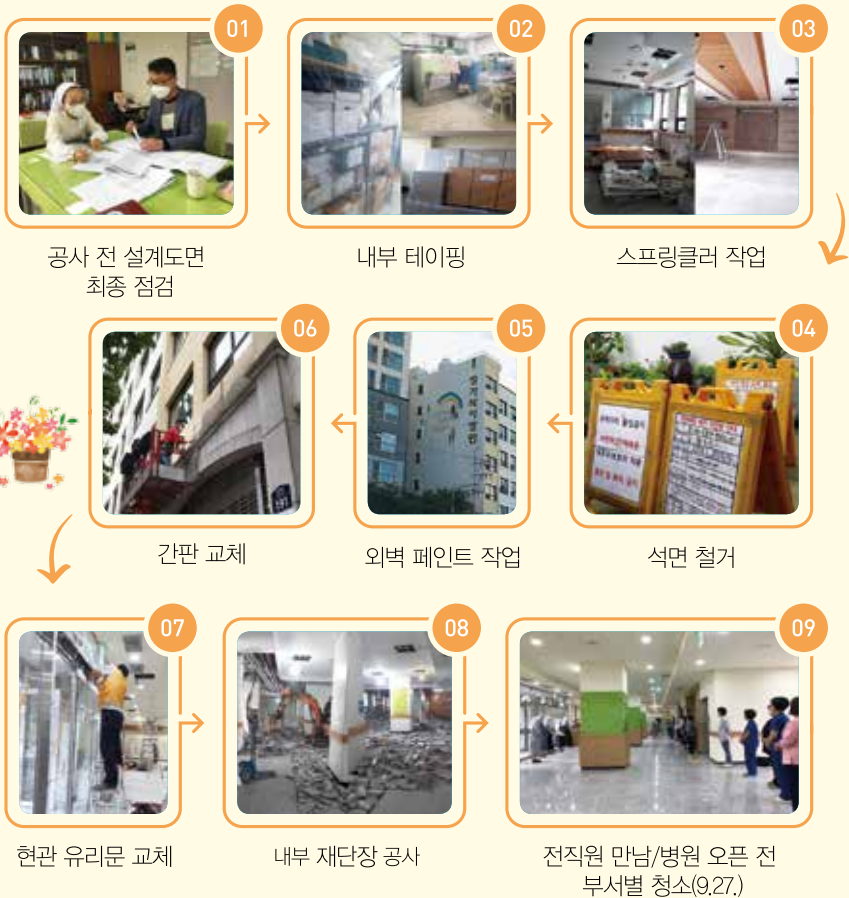 01
02
03
공사 전 설계도면
최종 점검
내부 테이핑
스프링클러 작업
06
05
04
간판 교체
외벽 페인트 작업
석면 철거
07
08
09
현관 유리문 교체
내부 재단장 공사
전직원 만남/병원 오픈 전
부서별 청소(9.27.)